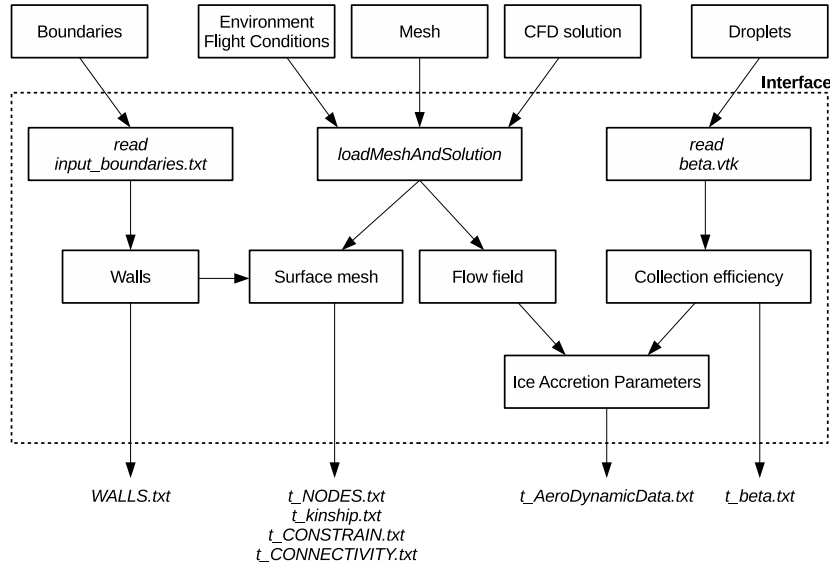 Boundaries
Environment
Flight Conditions
Mesh
CFD solution
Droplets
Interface
read
input_boundaries.txt
loadMeshAndSolution
read
beta.vtk
Walls
Surface mesh
Flow field
Collection efficiency
Ice Accretion Parameters
WALLS.txt
t_NODES.txt
t_kinship.txt
t_CONSTRAIN.txt
t_CONNECTIVITY.txt
t_AeroDynamicData.txt
t_beta.txt